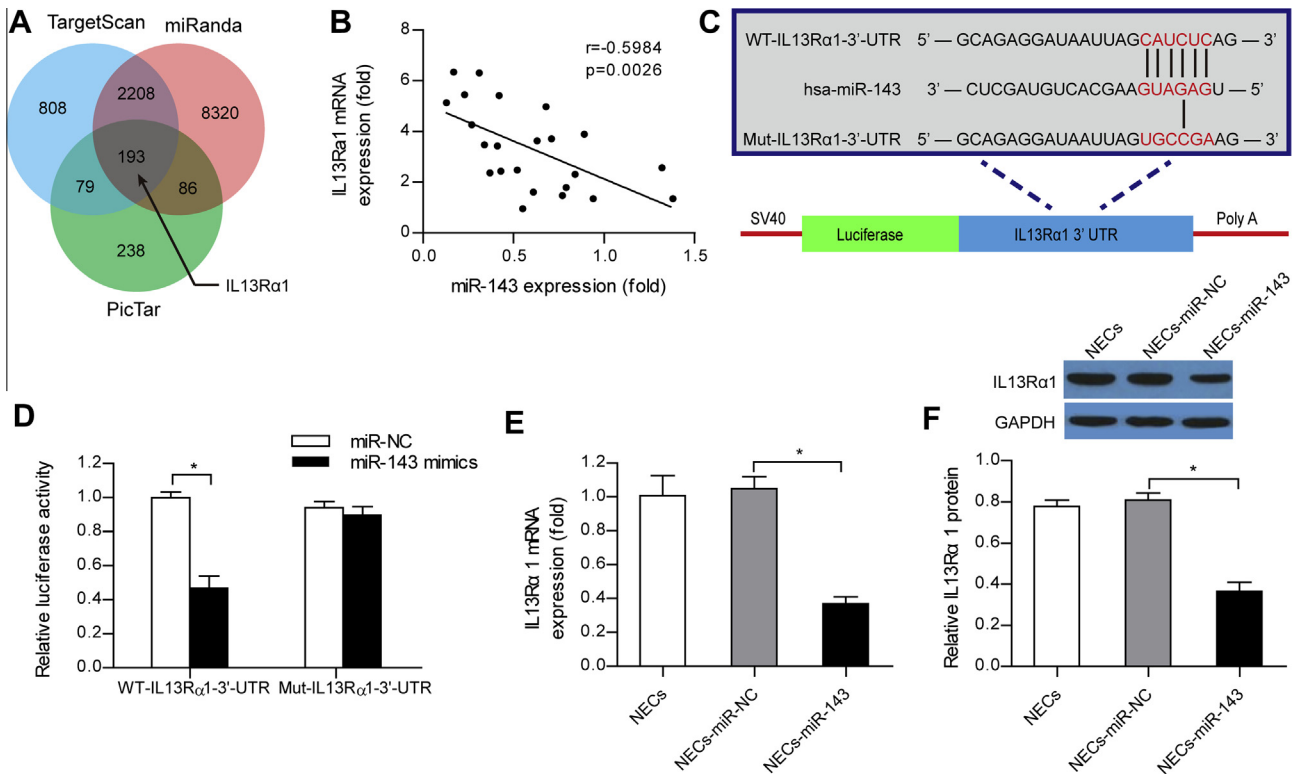 A
TargetScan
miRanda
808
2208
8320
193
79
86
238
IL13Rα1
PicTar
B
IL13Ra1 mRNA
expression (fold)
8
6
4
2
0
r=-0.5984
p=0.0026
0.0
0.5
1.0
1.5
miR-143 expression (fold)
C
WT-IL13Rα1-3'-UTR 5' — GCAGAGGAUAAUUAGCAUCUCAG — 3'
hsa-miR-143 3' — CUCGAUGUCACGAAGUAGAGU — 5'
Mut-IL13Rα1-3'-UTR 5' — GCAGAGGAUAAUUAGUGCCGAAG — 3'
SV40
Luciferase
IL13Rα1 3' UTR
Poly A
D
miR-NC
miR-143 mimics
Relative luciferase activity
1.2
1.0
0.8
0.6
0.4
0.2
0.0
*
WT-IL13Rα1-3'-UTR
Mut-IL13Rα1-3'-UTR
E
IL13Rα 1 mRNA
expression (fold)
1.2
1.0
0.8
0.6
0.4
0.2
0.0
*
NECs
NECs-miR-NC
NECs-miR-143
F
NECs
NECs-miR-NC
NECs-miR-143
IL13Rα1
GAPDH
Relative IL13Rα 1 protein
1.0
0.8
0.6
0.4
0.2
0.0
*
NECs
NECs-miR-NC
NECs-miR-143